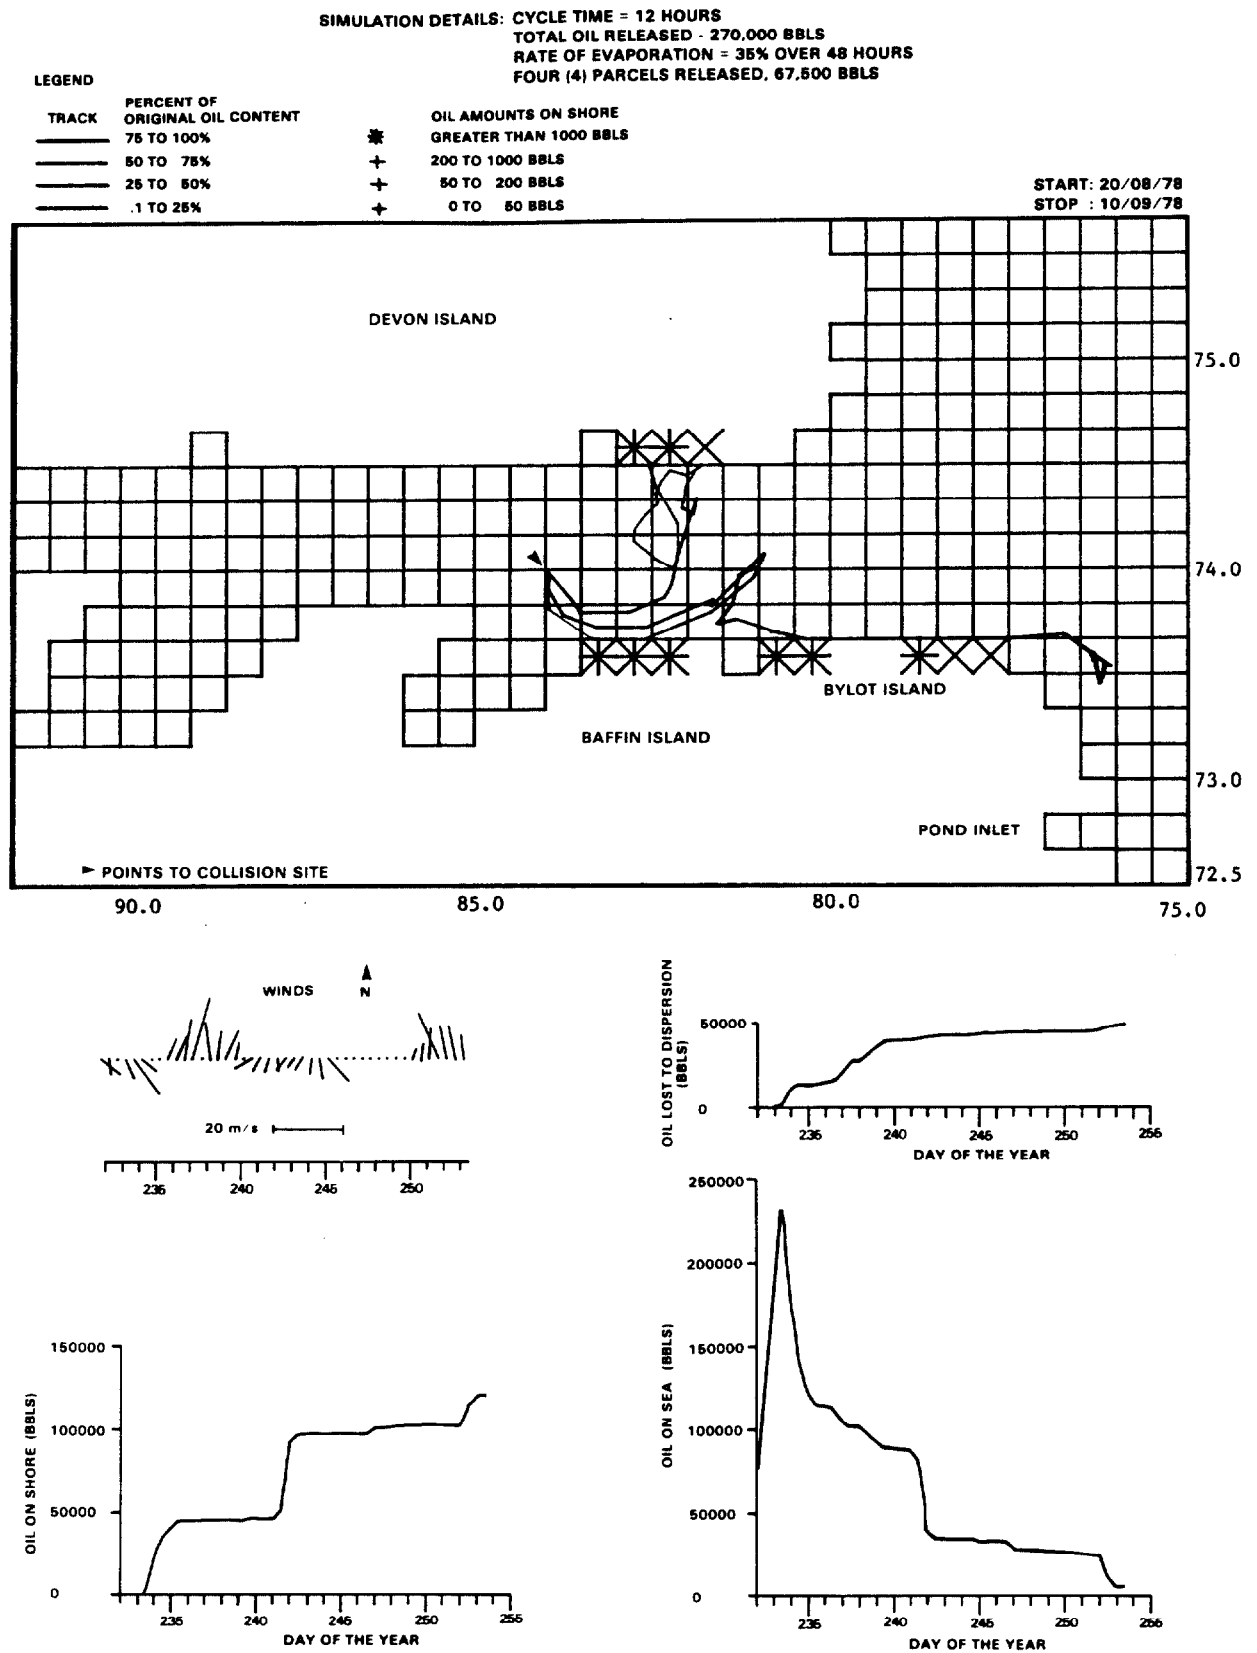 SIMULATION DETAILS: CYCLE TIME = 12 HOURS
TOTAL OIL RELEASED - 270,000 BBLS
RATE OF EVAPORATION = 35% OVER 48 HOURS
FOUR (4) PARCELS RELEASED, 67,500 BBLS
LEGEND
TRACK
PERCENT OF
ORIGINAL OIL CONTENT
75 TO 100%
50 TO 75%
25 TO 50%
.1 TO 25%
OIL AMOUNTS ON SHORE
GREATER THAN 1000 BBLS
200 TO 1000 BBLS
50 TO 200 BBLS
0 TO 50 BBLS
START: 20/08/78
STOP : 10/09/78
DEVON ISLAND
75.0
74.0
BYLOT ISLAND
BAFFIN ISLAND
73.0
POND INLET
72.5
POINTS TO COLLISION SITE
90.0 85.0 80.0 75.0
WINDS N
20 m/s
235 240 245 250
OIL LOST TO DISPERSION
(BBLS)
50000
0
235 240 245 250 255
DAY OF THE YEAR
OIL ON SHORE (BBLS)
150000
100000
50000
0
235 240 245 250 255
DAY OF THE YEAR
OIL ON SEA (BBLS)
250000
200000
150000
100000
50000
0
235 240 245 250 255
DAY OF THE YEAR